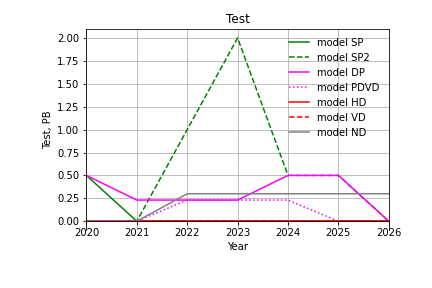 Test
2.00
1.75
1.50
1.25
1.00
0.75
0.50
0.25
0.00
Test, PB
model SP
model SP2
model DP
model PDVD
model HD
model VD
model ND
2020 2021 2022 2023 2024 2025 2026
Year